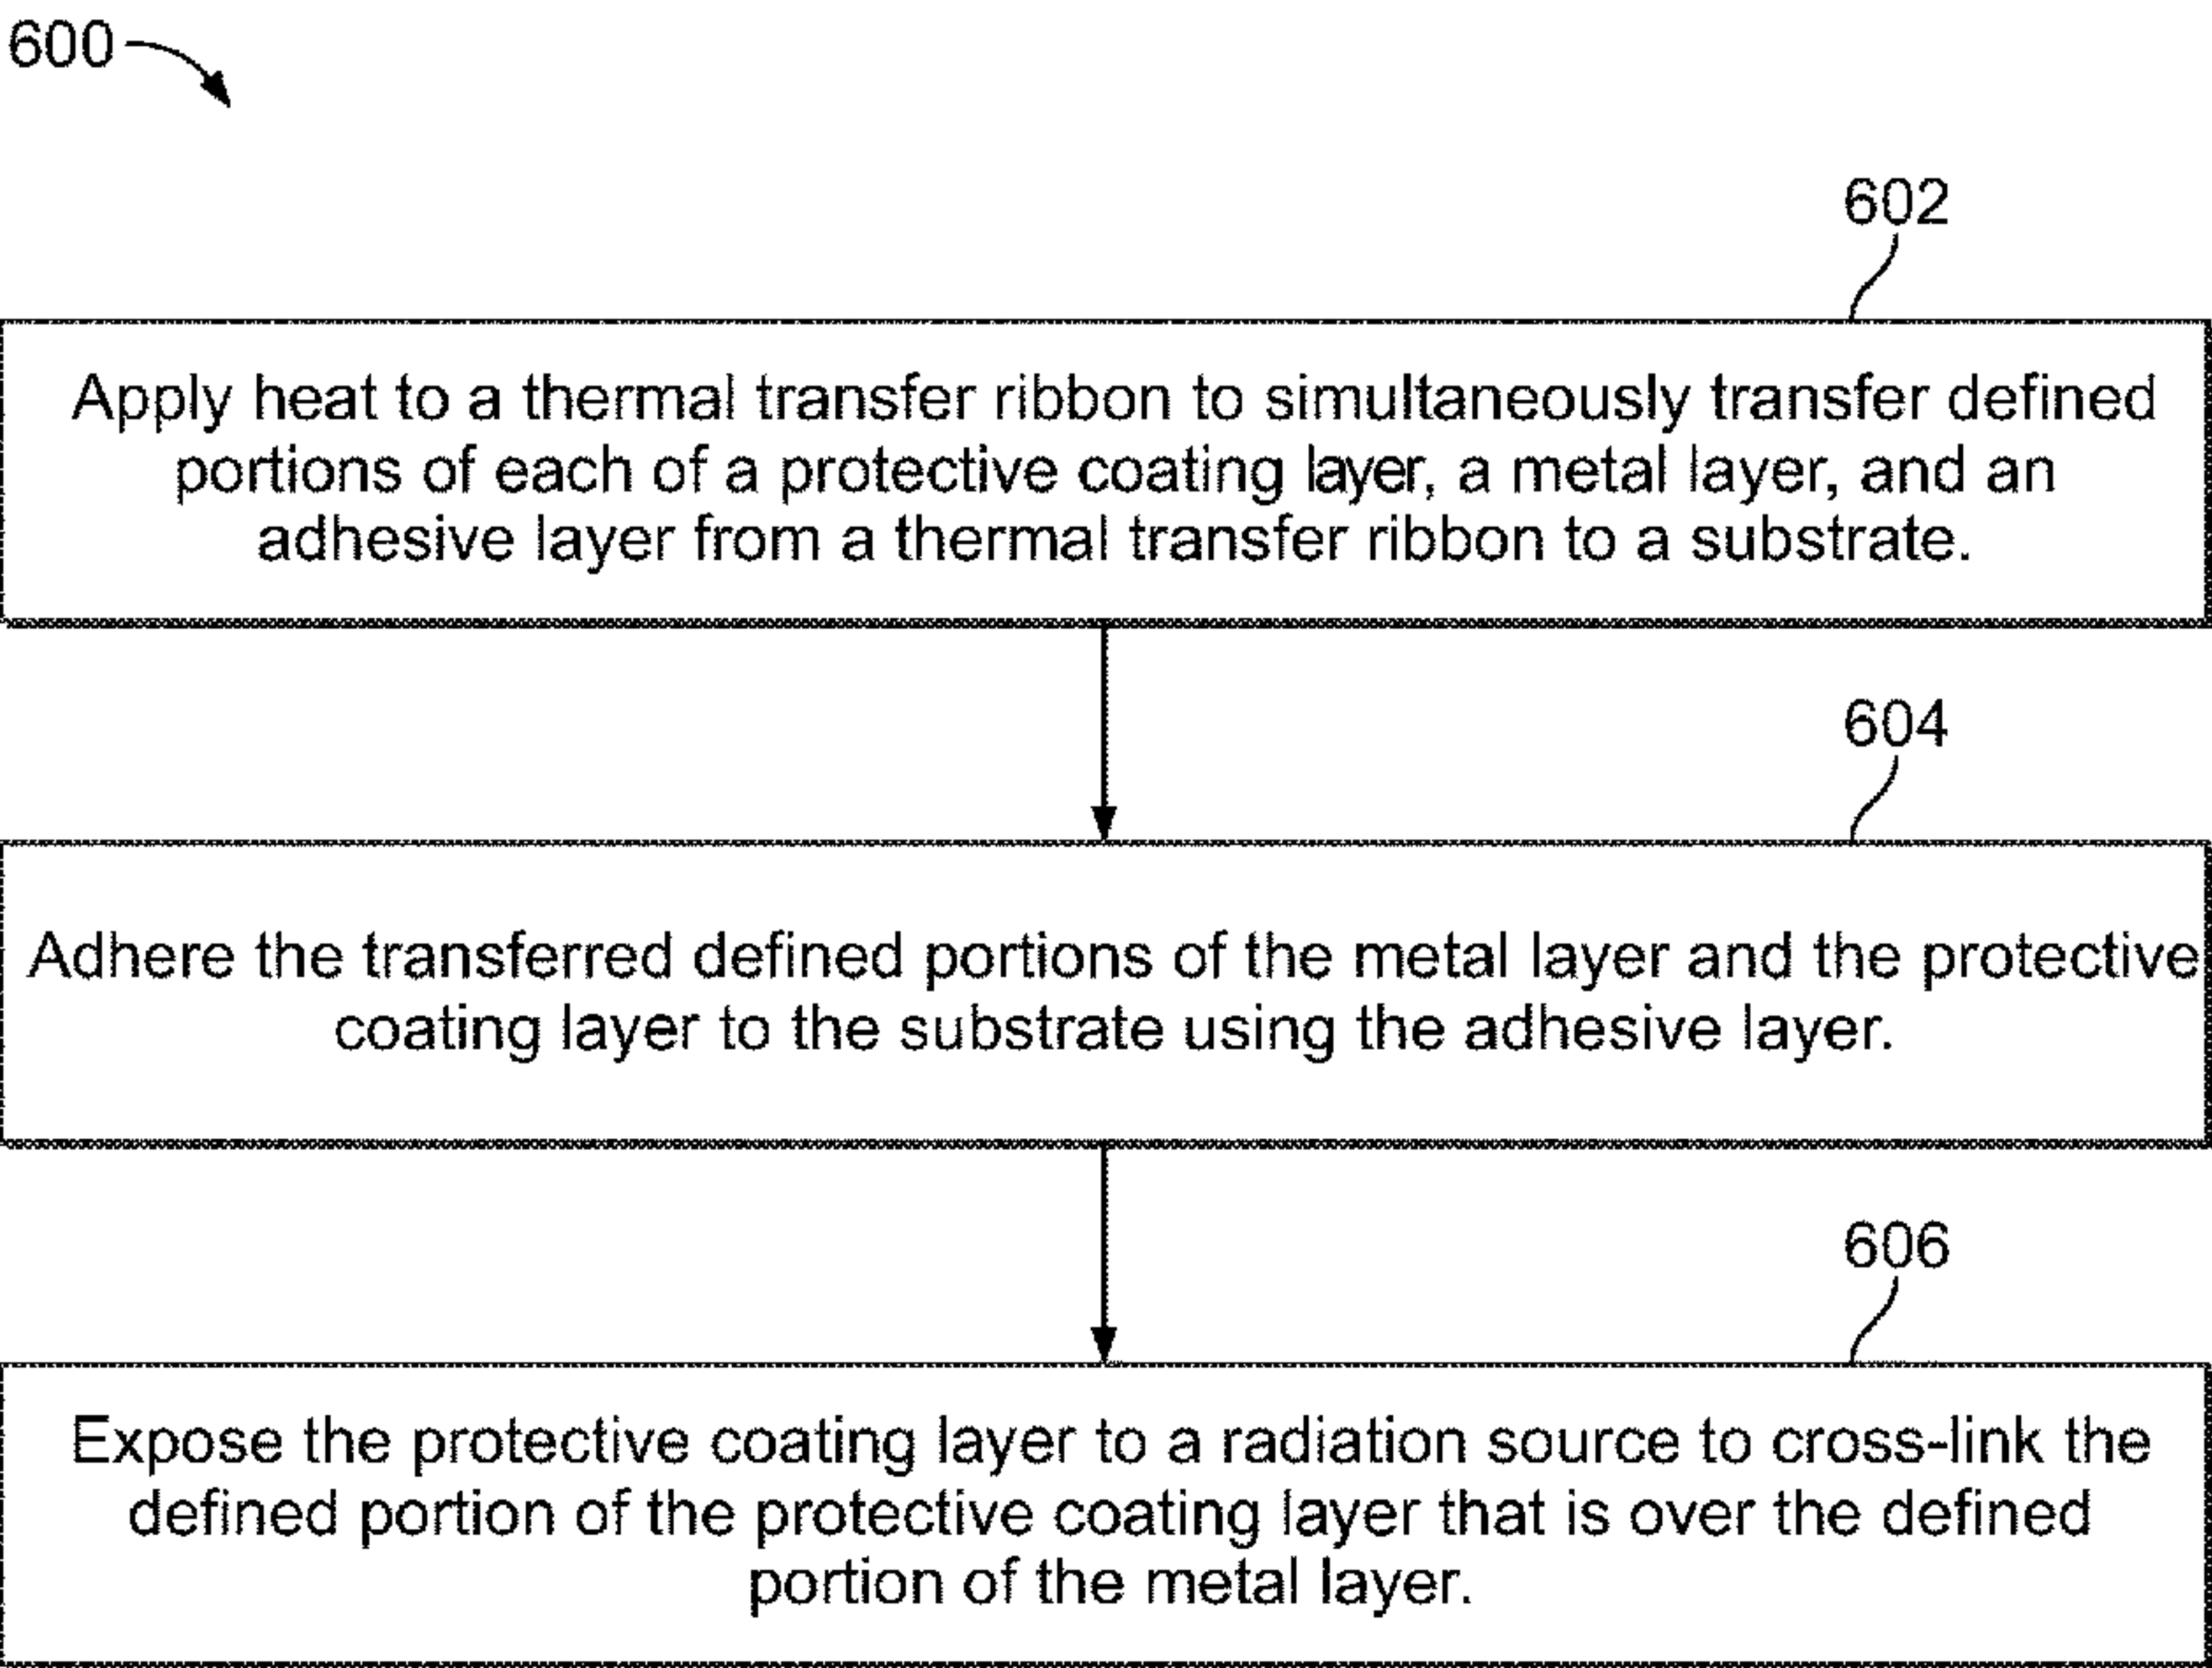 600
602
Apply heat to a thermal transfer ribbon to simultaneously transfer defined
portions of each of a protective coating layer, a metal layer, and an
adhesive layer from a thermal transfer ribbon to a substrate.
604
Adhere the transferred defined portions of the metal layer and the protective
coating layer to the substrate using the adhesive layer.
606
Expose the protective coating layer to a radiation source to cross-link the
defined portion of the protective coating layer that is over the defined
portion of the metal layer.